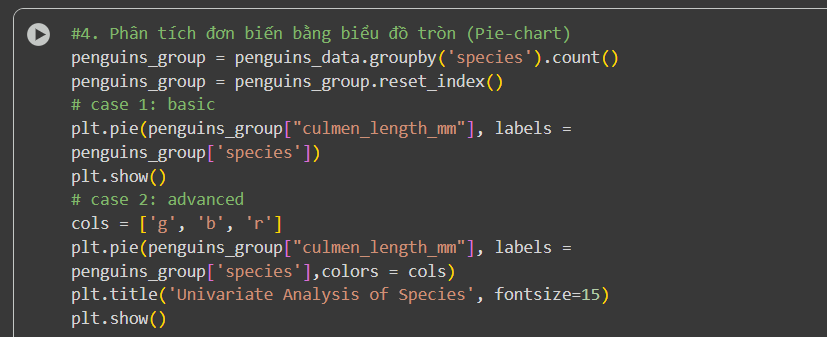 #4. Phân tích đơn biến bằng biểu đồ tròn (Pie-chart)
penguins_group = penguins_data.groupby('species').count()
penguins_group = penguins_group.reset_index()
# case 1: basic
plt.pie(penguins_group["culmen_length_mm"], labels =
penguins_group['species'])
plt.show()
# case 2: advanced
cols = ['g', 'b', 'r']
plt.pie(penguins_group["culmen_length_mm"], labels =
penguins_group['species'],colors = cols)
plt.title('Univariate Analysis of Species', fontsize=15)
plt.show()